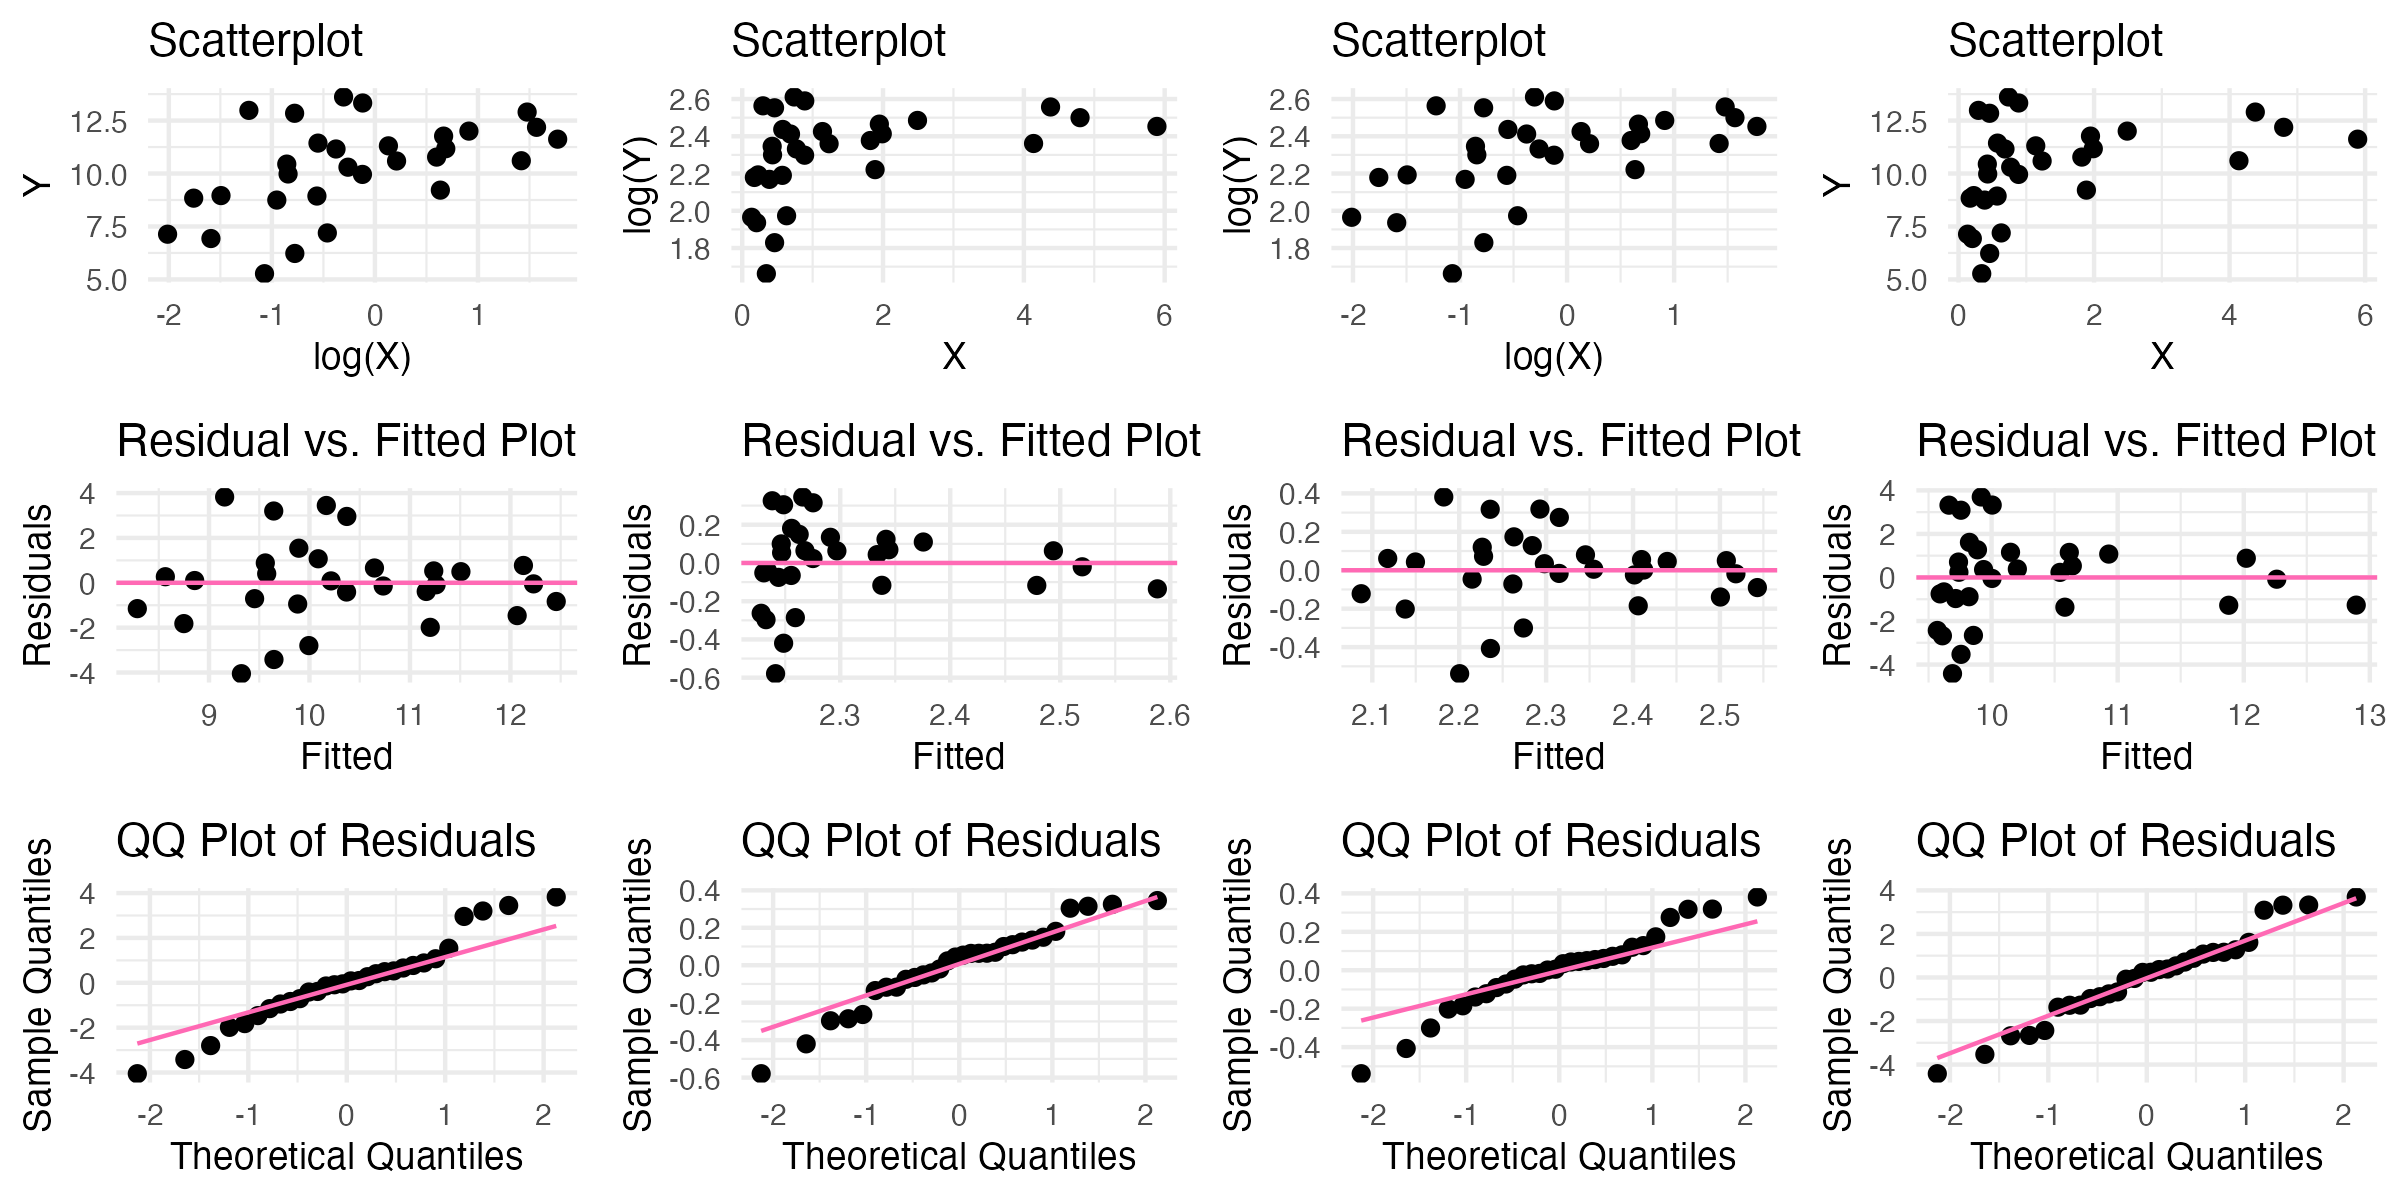 Scatterplot
Scatterplot
Scatterplot
Scatterplot
Y
12.5
10.0
7.5
5.0
-2 -1 0 1
log(X)
log(Y)
2.6
2.4
2.2
2.0
1.8
0 2 4 6
X
log(Y)
2.6
2.4
2.2
2.0
1.8
-2 -1 0 1
log(X)
Y
12.5
10.0
7.5
5.0
0 2 4 6
X
Residual vs. Fitted Plot
Residual vs. Fitted Plot
Residual vs. Fitted Plot
Residual vs. Fitted Plot
Residuals
4
2
0
-2
-4
9 10 11 12
Fitted
Residuals
0.2
0.0
-0.2
-0.4
-0.6
2.3 2.4 2.5 2.6
Fitted
Residuals
0.4
0.2
0.0
-0.2
-0.4
2.1 2.2 2.3 2.4 2.5
Fitted
Residuals
4
2
0
-2
-4
10 11 12 13
Fitted
QQ Plot of Residuals
QQ Plot of Residuals
QQ Plot of Residuals
QQ Plot of Residuals
Sample Quantiles
4
2
0
-2
-4
-2 -1 0 1 2
Theoretical Quantiles
Sample Quantiles
0.4
0.2
0.0
-0.2
-0.4
-0.6
-2 -1 0 1 2
Theoretical Quantiles
Sample Quantiles
0.4
0.2
0.0
-0.2
-0.4
-2 -1 0 1 2
Theoretical Quantiles
Sample Quantiles
4
2
0
-2
-4
-2 -1 0 1 2
Theoretical Quantiles